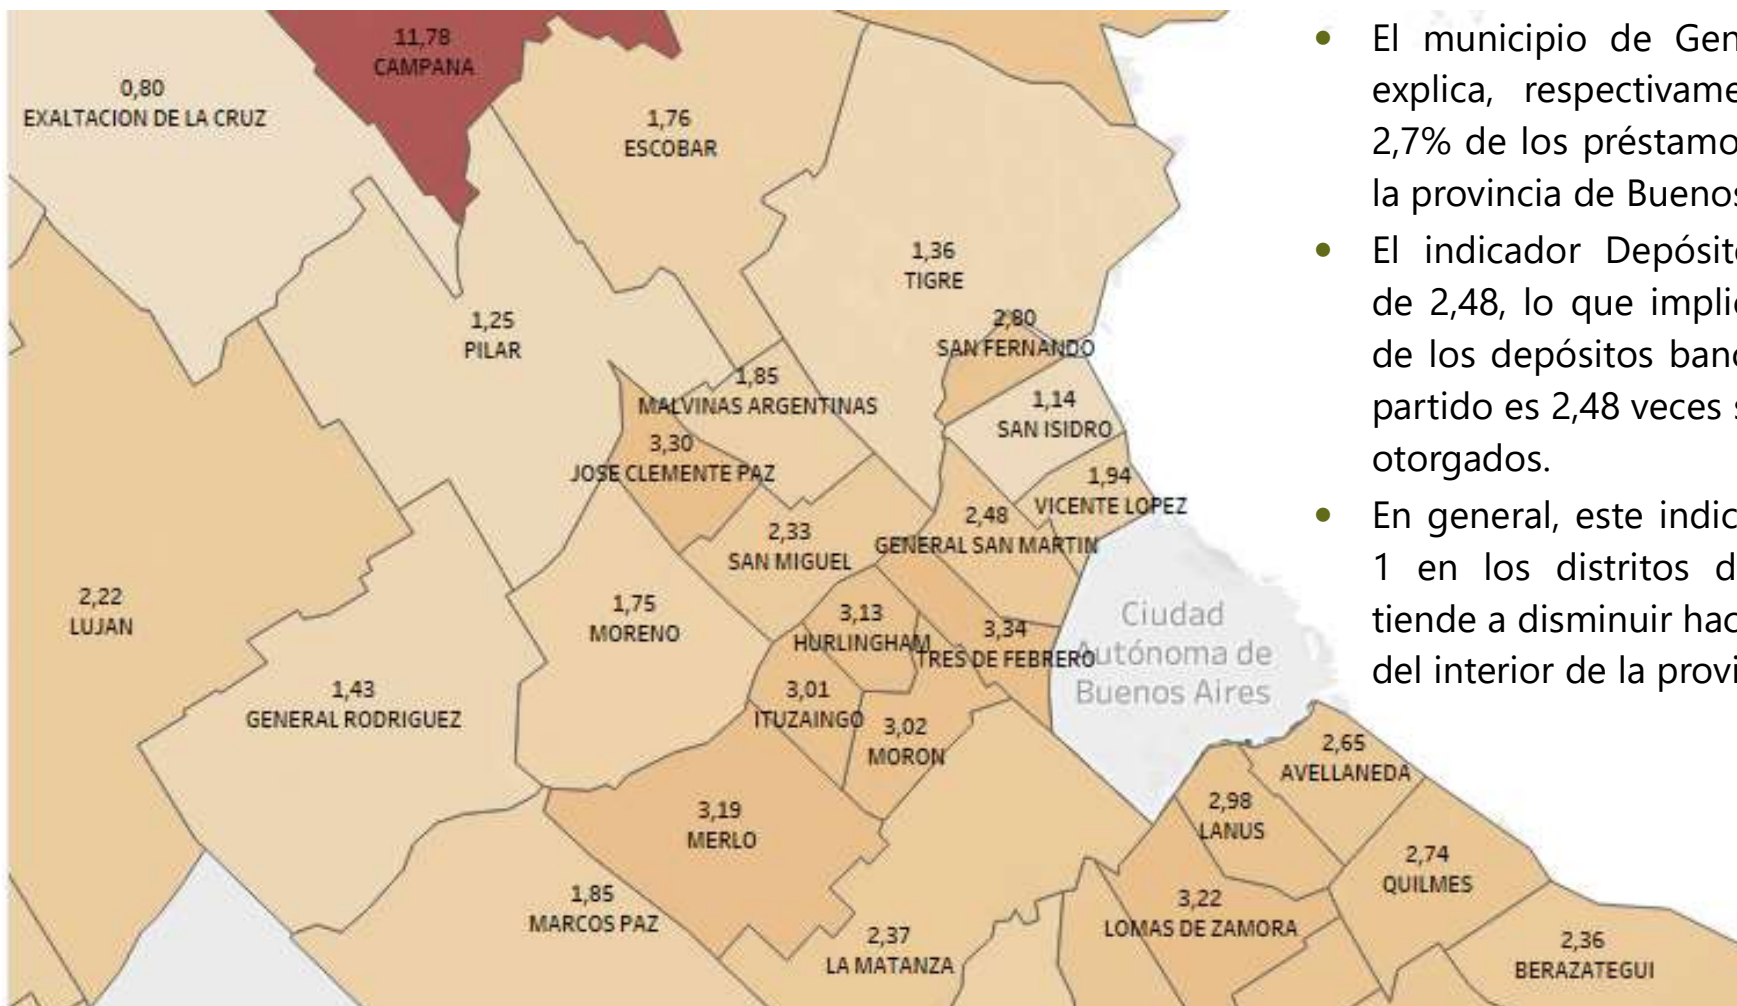 11,78
CAMPANA
0,80
EXALTACION DE LA CRUZ
1,76
ESCOBAR
1,36
TIGRE
1,25
PILAR
2,80
SAN FERNANDO
1,85
MALVINAS ARGENTINAS
1,14
SAN ISIDRO
3,30
JOSE CLEMENTE PAZ
1,94
VICENTE LOPEZ
2,48
GENERAL SAN MARTIN
2,33
SAN MIGUEL
2,22
LUJAN
1,75
MORENO
3,13
HURLINGHAM
3,34
TRES DE FEBRERO
Ciudad
Autónoma de
Buenos Aires
1,43
GENERAL RODRIGUEZ
3,01
ITUZAINGO
3,02
MORON
2,65
AVELLANEDA
3,19
MERLO
2,98
LANUS
2,74
QUILMES
1,85
MARCOS PAZ
3,22
LOMAS DE ZAMORA
2,37
LA MATANZA
2,36
BERAZATEGUI
• El municipio de Gen
explica, respectivame
2,7% de los préstamo
la provincia de Buenos
• El indicador Depósit
de 2,48, lo que implic
de los depósitos banc
partido es 2,48 veces s
otorgados.
• En general, este indic
1 en los distritos d
tiende a disminuir hac
del interior de la provi